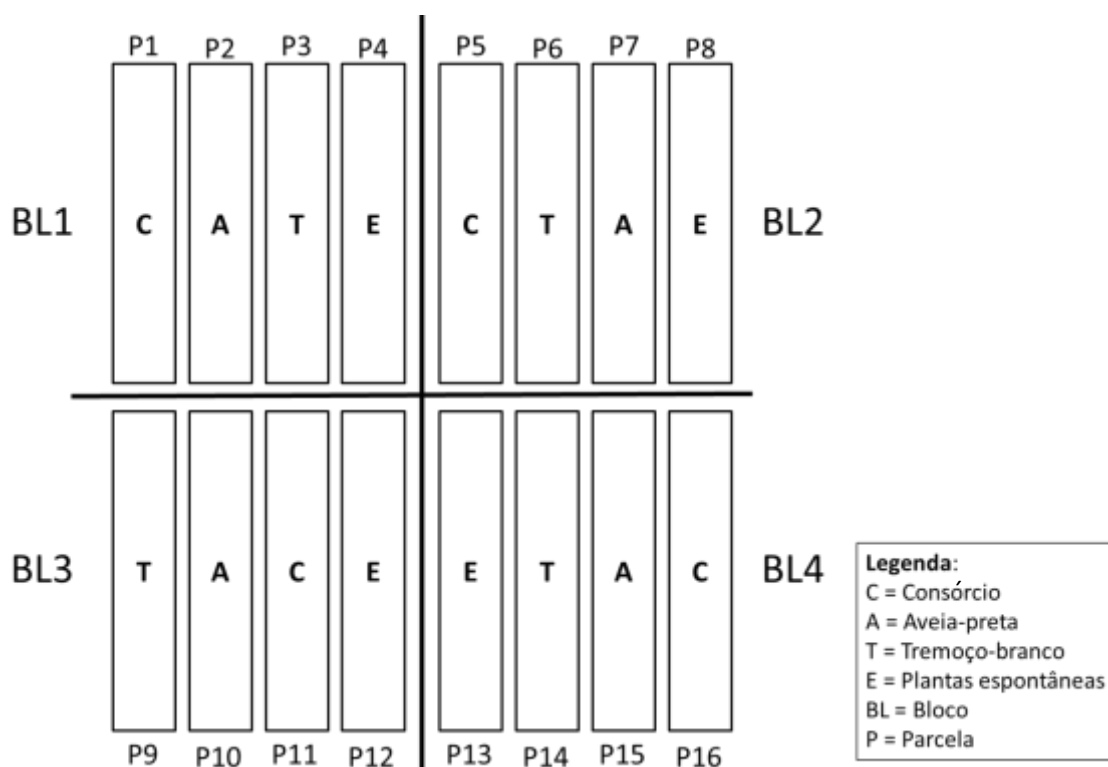 P1 P2 P3 P4 P5 P6 P7 P8
BL1 C A T E C T A E BL2
BL3 T A C E E T A C BL4
P9 P10 P11 P12 P13 P14 P15 P16
Legenda:
C = Consórcio
A = Aveia-preta
T = Tremoço-branco
E = Plantas espontâneas
BL = Bloco
P = Parcela